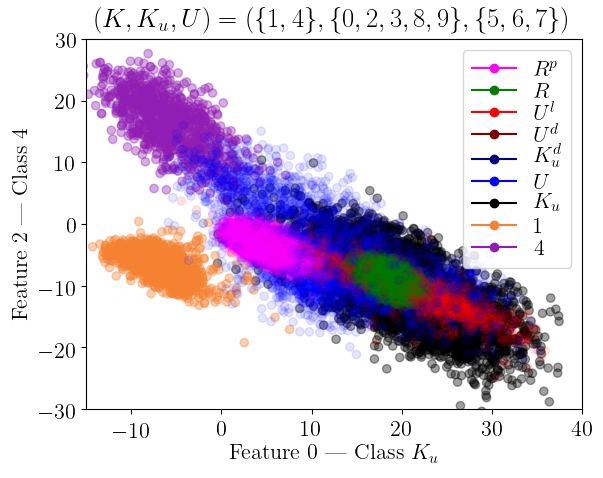 (K, K_u, U) = ({1, 4}, {0, 2, 3, 8, 9}, {5, 6, 7})
30
20
10
0
−10
−20
−30
Feature 2 — Class 4
R^p
R
U^l
U^d
K_u^d
U
K_u
1
4
−10
0
10
20
30
40
Feature 0 — Class K_u